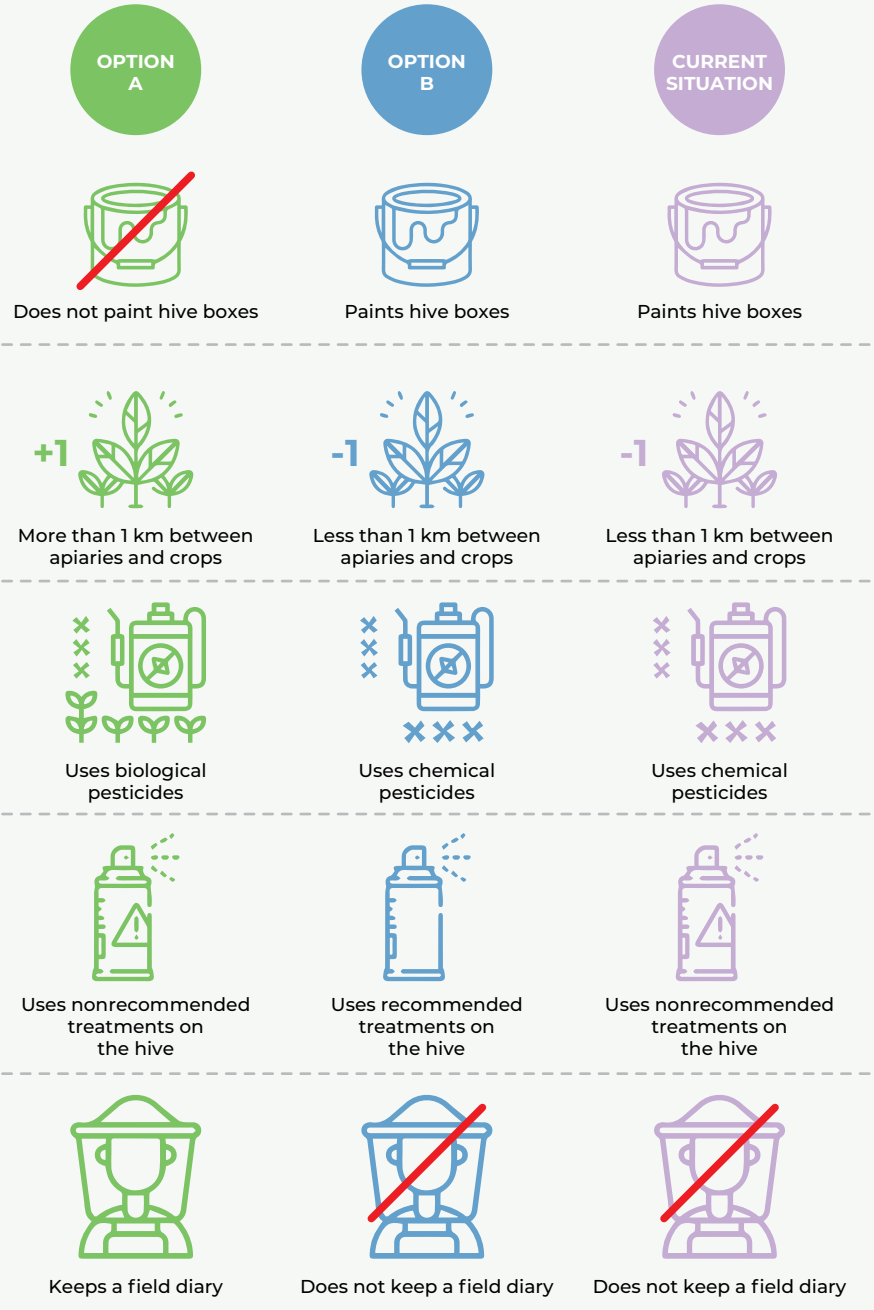 OPTION
A
OPTION
B
CURRENT
SITUATION
Does not paint hive boxes
Paints hive boxes
Paints hive boxes
+1
-1
-1
More than 1 km between
apiaries and crops
Less than 1 km between
apiaries and crops
Less than 1 km between
apiaries and crops
Uses biological
pesticides
Uses chemical
pesticides
Uses chemical
pesticides
Uses nonrecommended
treatments on
the hive
Uses recommended
treatments on
the hive
Uses nonrecommended
treatments on
the hive
Keeps a field diary
Does not keep a field diary
Does not keep a field diary